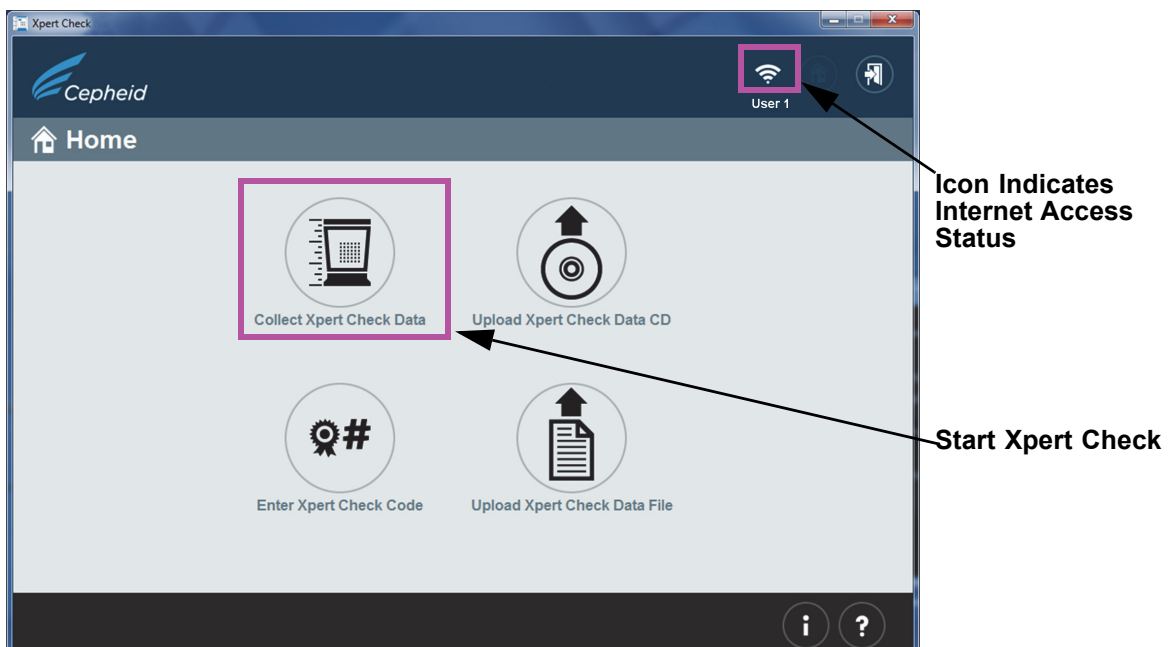 Xpert Check
Cepheid
User 1
Home
Icon Indicates
Internet Access
Status
Collect Xpert Check Data
Upload Xpert Check Data CD
Start Xpert Check
#
Enter Xpert Check Code
Upload Xpert Check Data File
i
?